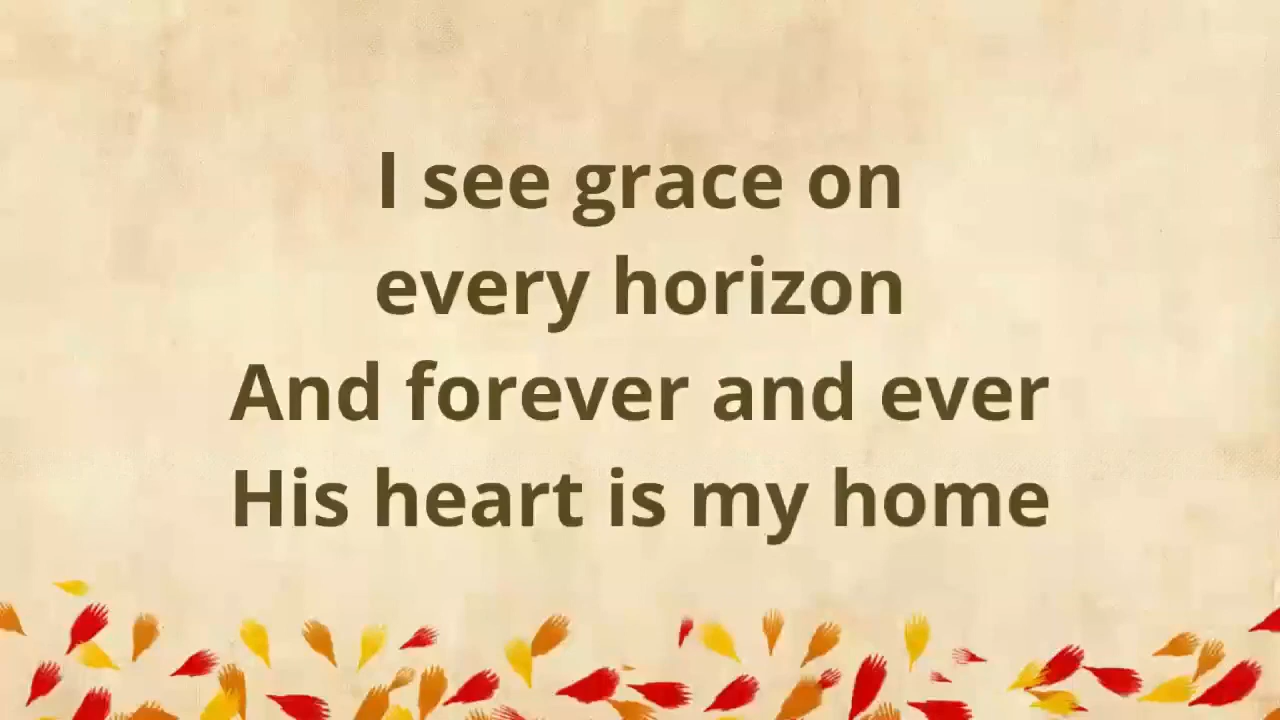 I see grace on
every horizon
And forever and ever
His heart is my home